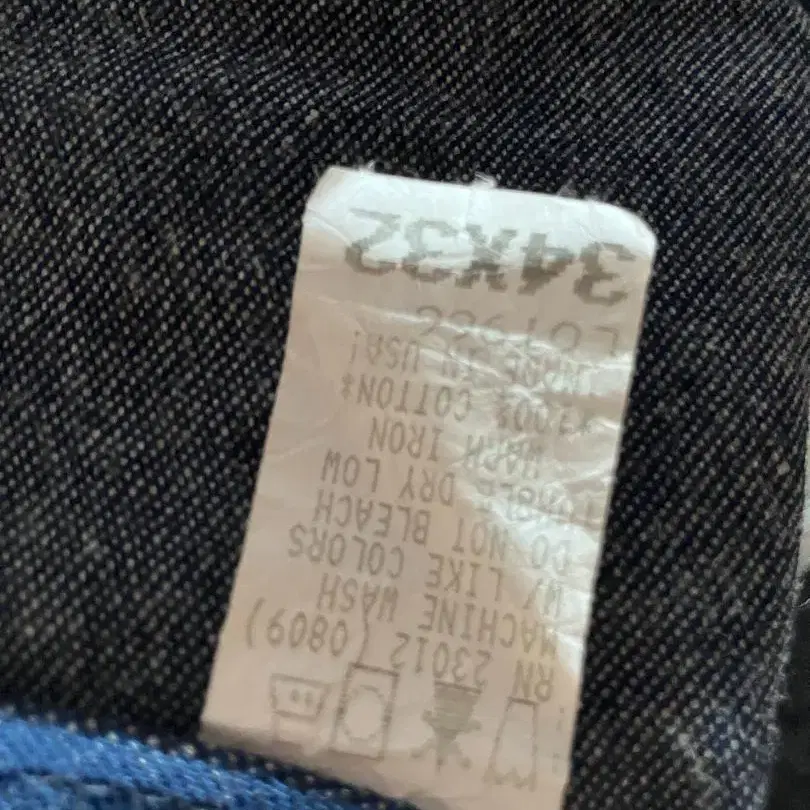 RN 23012 (0809)
MACHINE WASH
W/ LIKE COLORS
DO NOT BLEACH
TUMBLE DRY LOW
WARM IRON
*100% COTTON*
MADE IN USA!
34X32